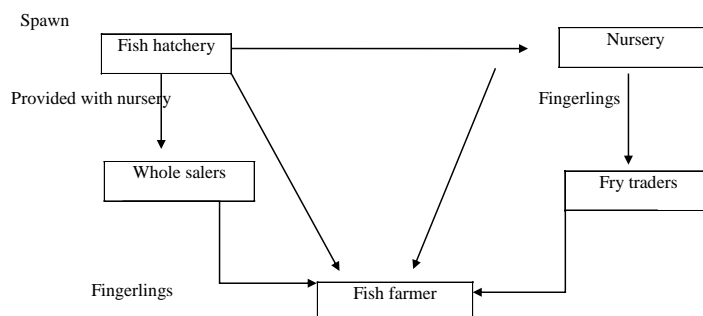 Spawn
Fish hatchery
Nursery
Provided with nursery
Fingerlings
Whole salers
Fry traders
Fingerlings
Fish farmer